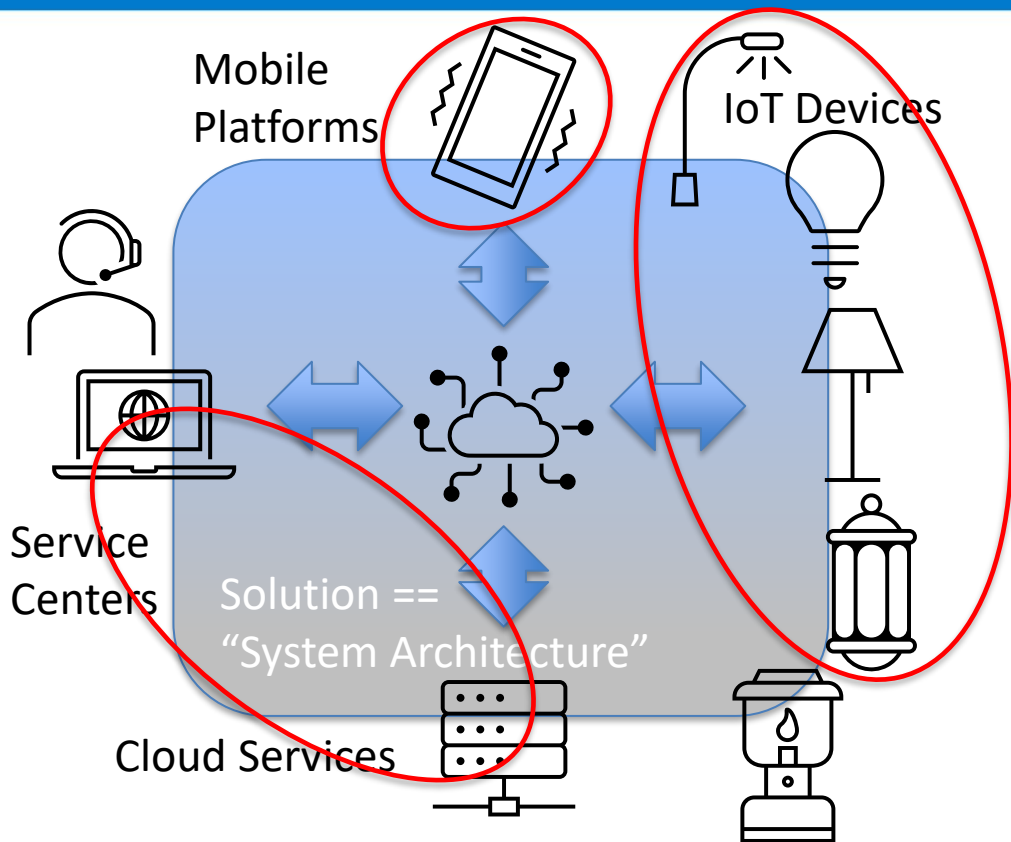 Mobile
Platforms
IoT Devices
Service
Centers
Solution ==
“System Architecture”
Cloud Services